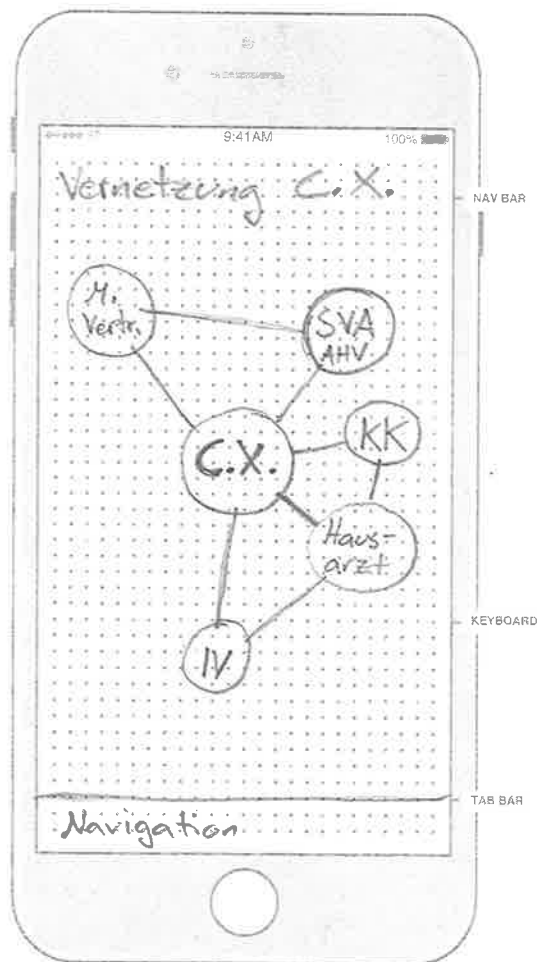 9:41AM
100%
Vernetzung C.X.
NAV BAR
M.
Vertr.
SVA
AHV
KK
C.X.
Haus-
arzt
KEYBOARD
IV
TAB BAR
Navigation